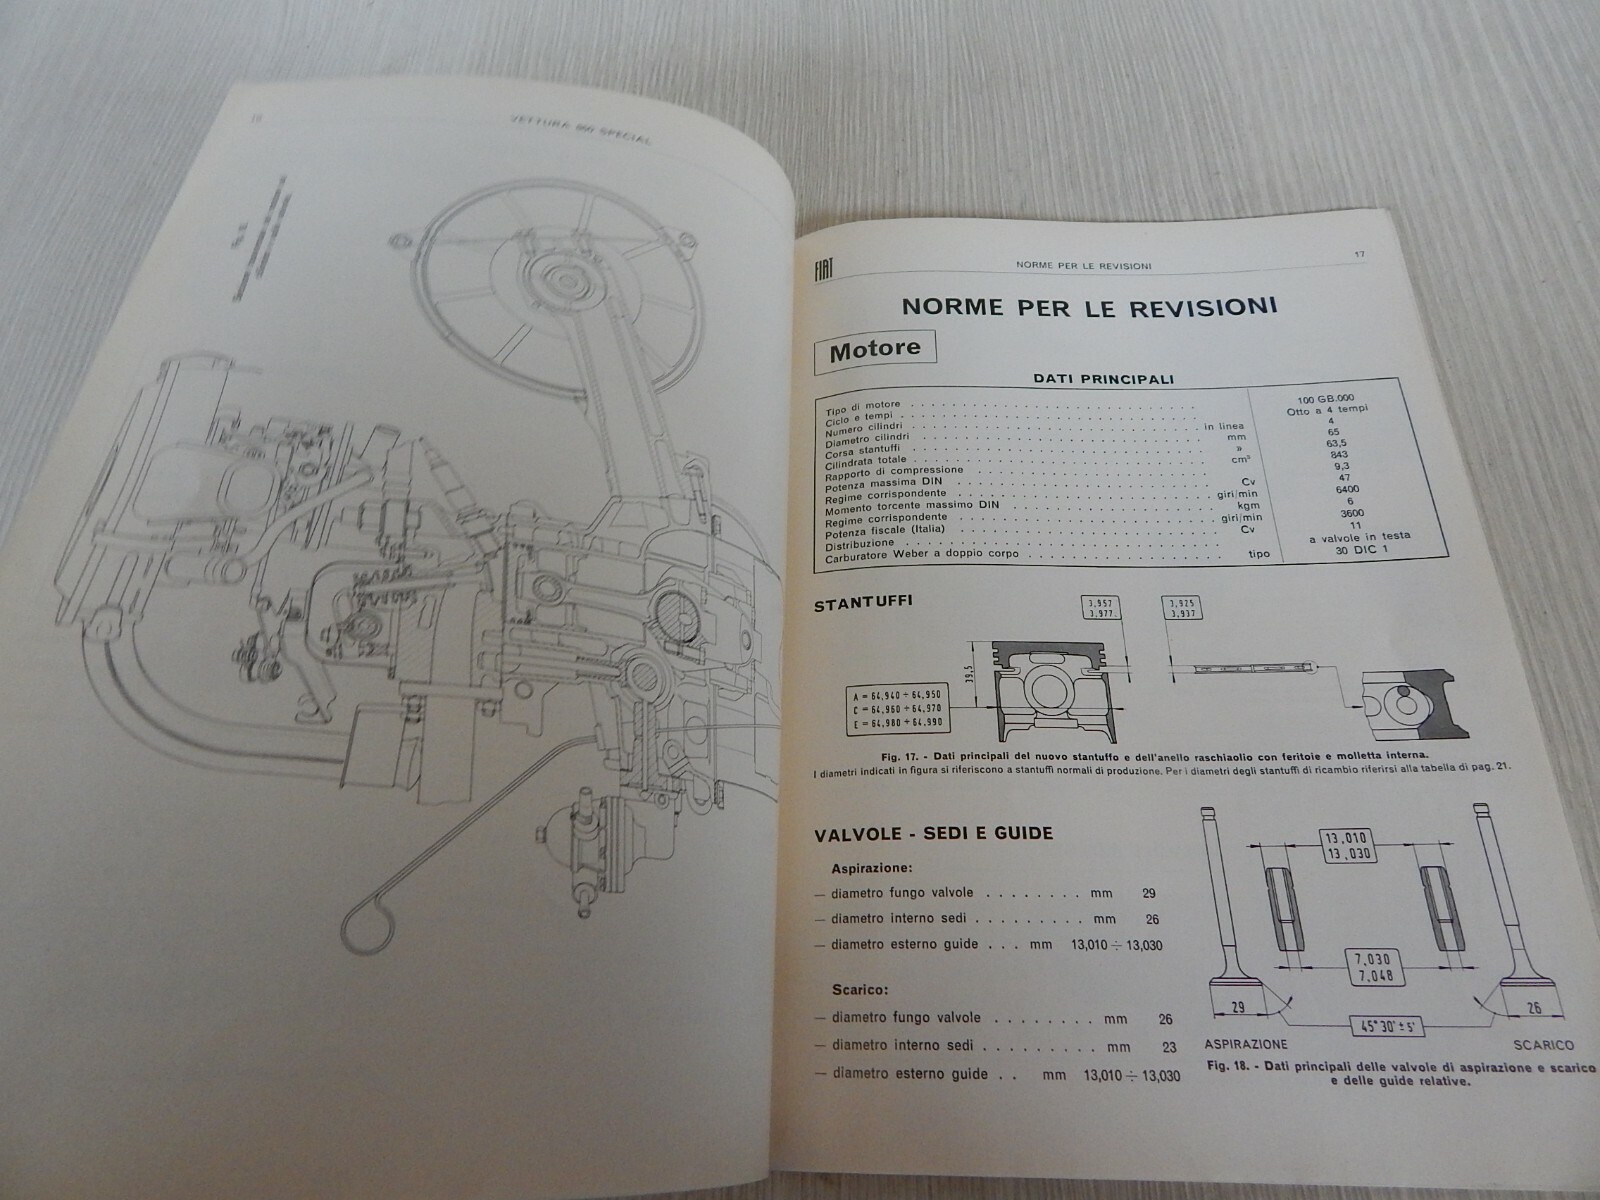 VETTURA 850 SPECIAL
FIAT
NORME PER LE REVISIONI
17
NORME PER LE REVISIONI
Motore
DATI PRINCIPALI
Tipo di motore . . . 100 GB.000
Ciclo e tempi . . . Otto a 4 tempi
Numero cilindri . . . in linea 4
Diametro cilindri . . . mm 65
Corsa stantuffi . . . » 63,5
Cilindrata totale . . . cm³ 843
Rapporto di compressione . . . 9,3
Potenza massima DIN . . . Cv 47
Regime corrispondente . . . giri/min 6400
Momento torcente massimo DIN . . . kgm 6
Regime corrispondente . . . giri/min 3600
Potenza fiscale (Italia) . . . Cv 11
Distribuzione . . . a valvole in testa
Carburatore Weber a doppio corpo . . . tipo 30 DIC 1
STANTUFFI
3,957
3,977
3,925
3,937
39,5
A = 64,940 ÷ 64,950
C = 64,960 ÷ 64,970
E = 64,980 ÷ 64,990
Fig. 17. - Dati principali del nuovo stantuffo e dell'anello raschiaolio con feritoie e molletta interna.
I diametri indicati in figura si riferiscono a stantuffi normali di produzione. Per i diametri degli stantuffi di ricambio riferirsi alla tabella di pag. 21.
VALVOLE - SEDI E GUIDE
Aspirazione:
— diametro fungo valvole . . . . . . . . mm 29
— diametro interno sedi . . . . . . . . . mm 26
— diametro esterno guide . . . mm 13,010 ÷ 13,030
Scarico:
— diametro fungo valvole . . . . . . . . mm 26
— diametro interno sedi . . . . . . . . . mm 23
— diametro esterno guide . . mm 13,010 ÷ 13,030
13,010
13,030
7,030
7,048
29
26
45°30' ± 5'
ASPIRAZIONE
SCARICO
Fig. 18. - Dati principali delle valvole di aspirazione e scarico
e delle guide relative.